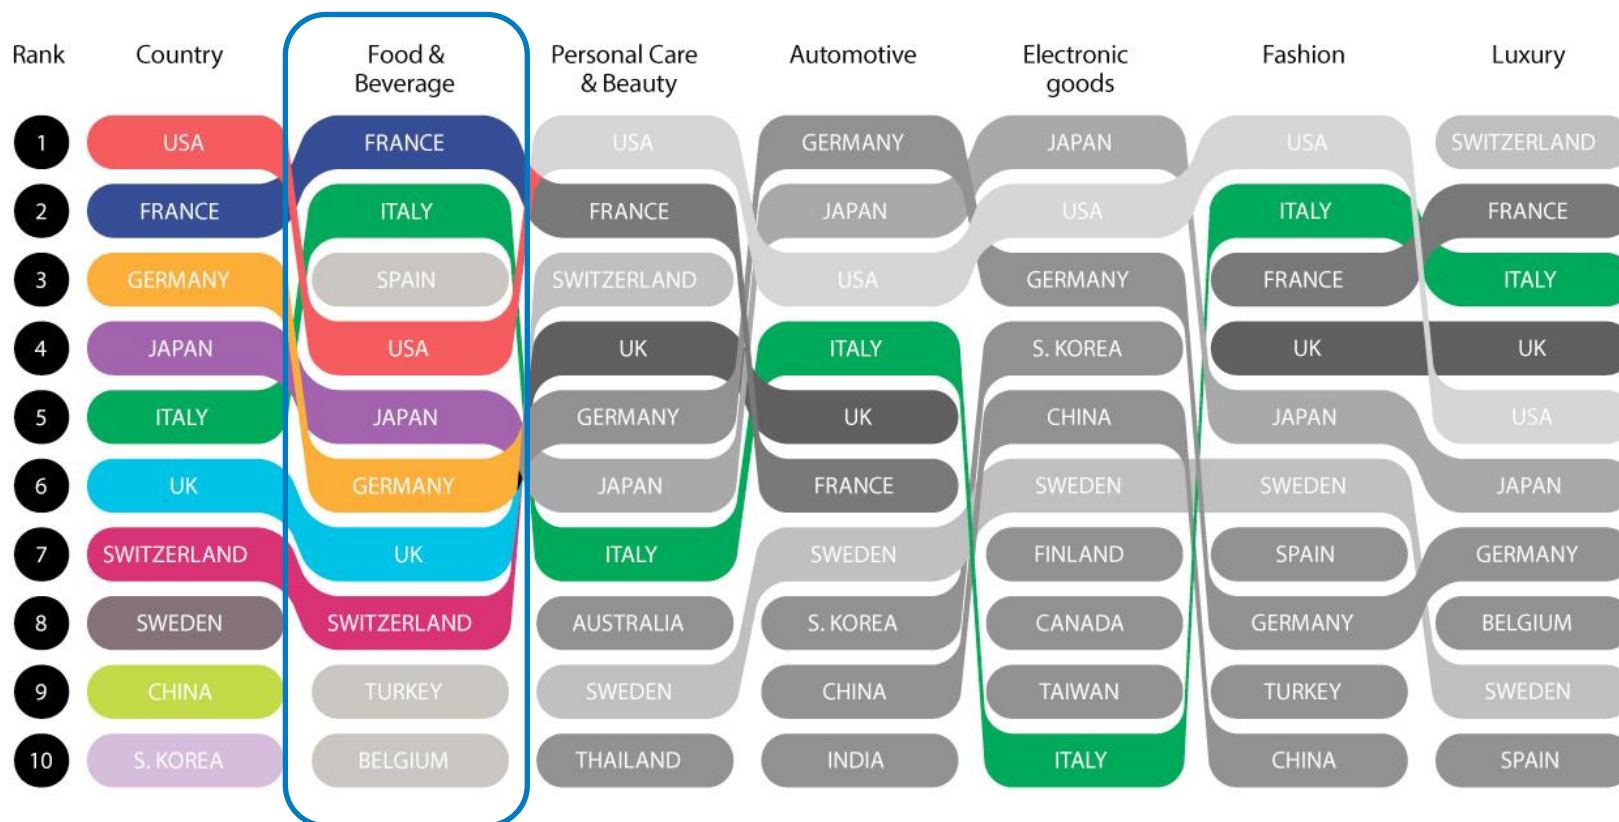 Rank Country Food & Beverage Personal Care & Beauty Automotive Electronic goods Fashion Luxury
1 USA FRANCE USA GERMANY JAPAN USA SWITZERLAND
2 FRANCE ITALY FRANCE JAPAN USA ITALY FRANCE
3 GERMANY SPAIN SWITZERLAND USA GERMANY FRANCE ITALY
4 JAPAN USA UK ITALY S. KOREA UK UK
5 ITALY JAPAN GERMANY UK CHINA JAPAN USA
6 UK GERMANY JAPAN FRANCE SWEDEN SWEDEN JAPAN
7 SWITZERLAND UK ITALY SWEDEN FINLAND SPAIN GERMANY
8 SWEDEN SWITZERLAND AUSTRALIA S. KOREA CANADA GERMANY BELGIUM
9 CHINA TURKEY SWEDEN CHINA TAIWAN TURKEY SWEDEN
10 S. KOREA BELGIUM THAILAND INDIA ITALY CHINA SPAIN